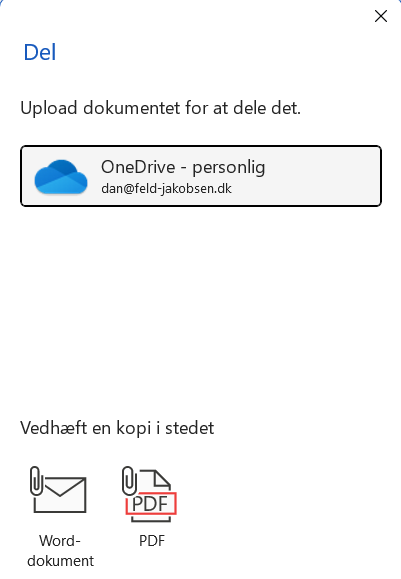 Del
Upload dokumentet for at dele det.
OneDrive - personlig
dan@feld-jakobsen.dk
Vedhæft en kopi i stedet
PDF
Word-
dokument
PDF